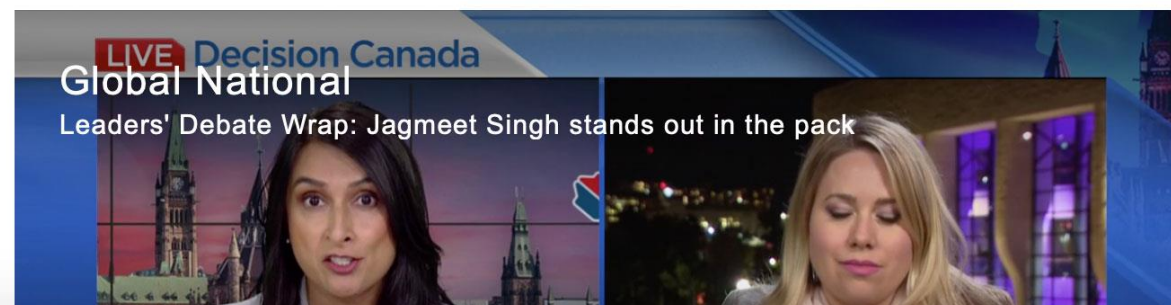 LIVE Decision Canada
Global National
Leaders' Debate Wrap: Jagmeet Singh stands out in the pack